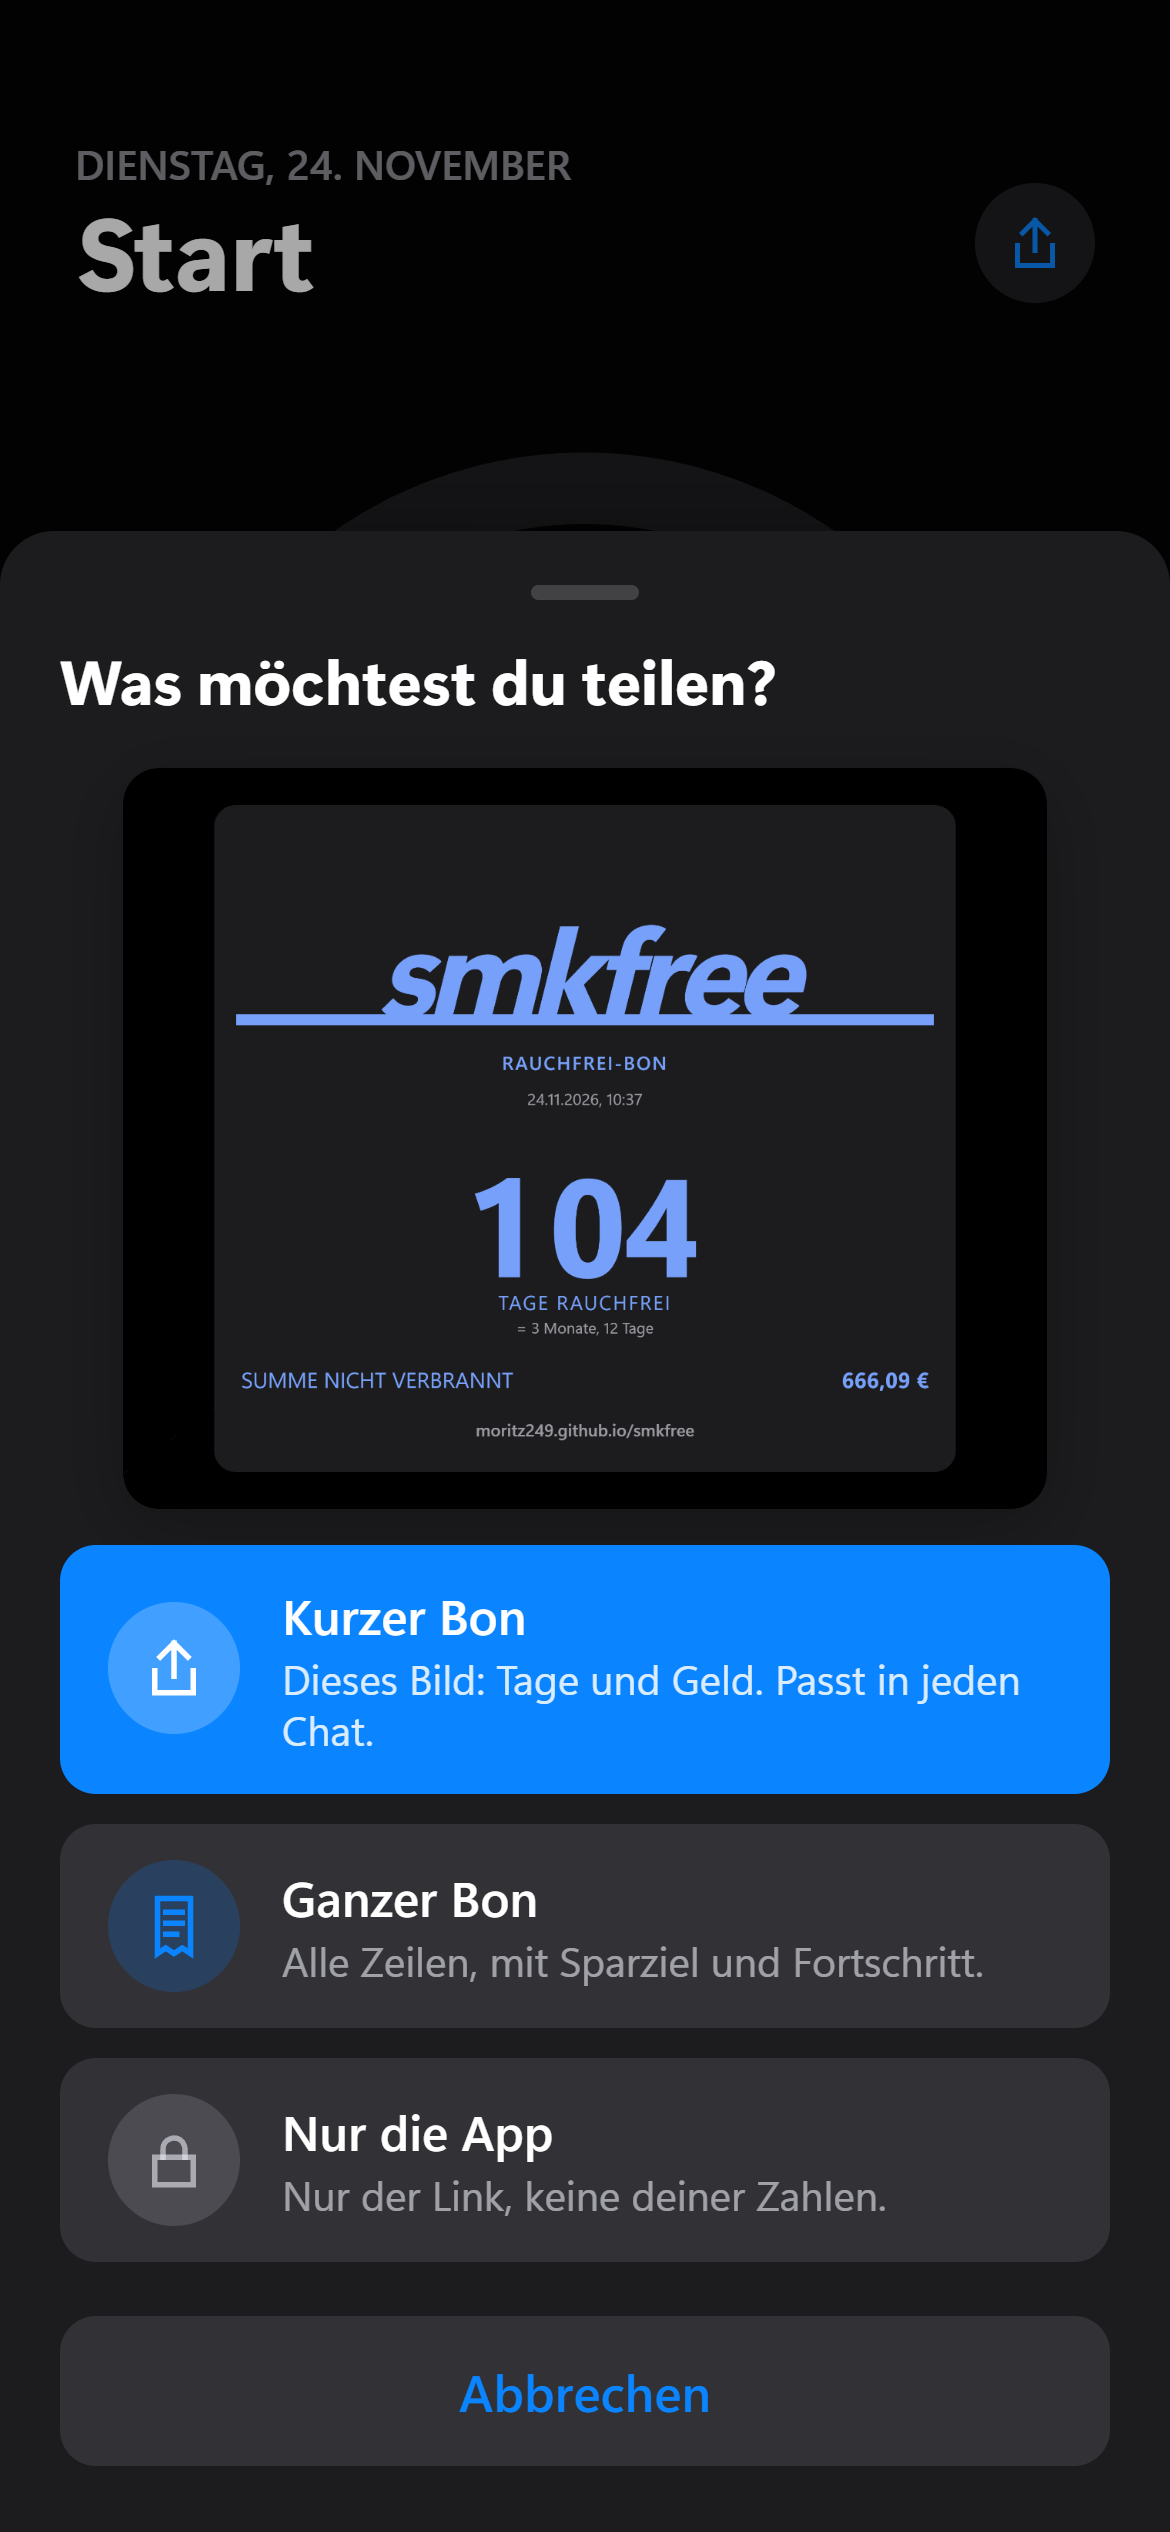 DIENSTAG, 24. NOVEMBER
Start
Was möchtest du teilen?
smkfree
RAUCHFREI-BON
24.11.2026, 10:37
104
TAGE RAUCHFREI
= 3 Monate, 12 Tage
SUMME NICHT VERBRANNT 666,09 €
moritz249.github.io/smkfree
Kurzer Bon
Dieses Bild: Tage und Geld. Passt in jeden
Chat.
Ganzer Bon
Alle Zeilen, mit Sparziel und Fortschritt.
Nur die App
Nur der Link, keine deiner Zahlen.
Abbrechen